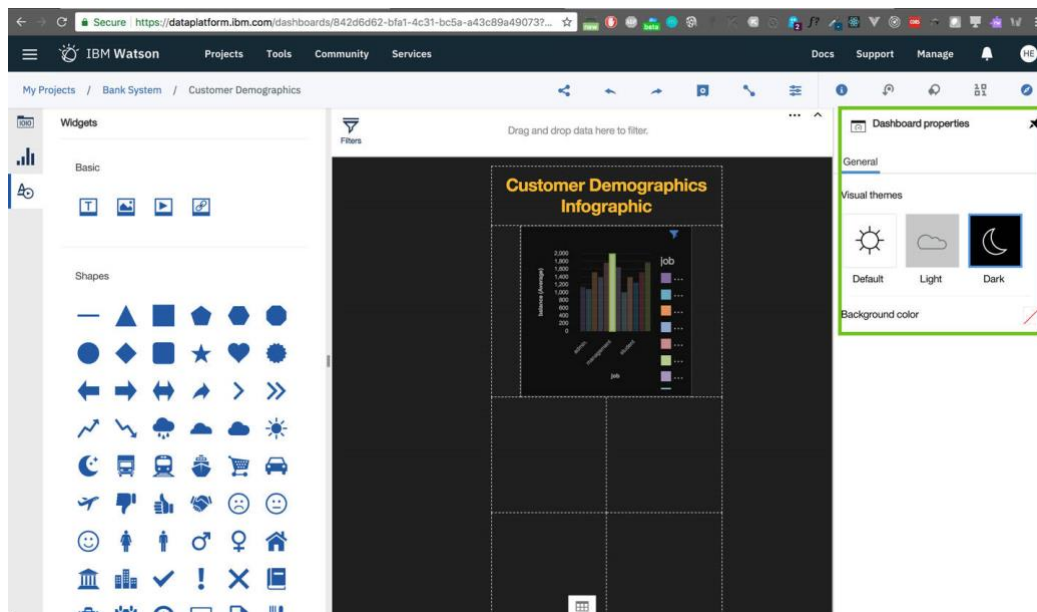 Secure https://dataplatform.ibm.com/dashboards/842d6d62-bfa1-4c31-bc5a-a43c89a49073?...
new
beta
IBM Watson Projects Tools Community Services Docs Support Manage HE
My Projects / Bank System / Customer Demographics
Widgets
Basic
T
Shapes
Filters
Drag and drop data here to filter.
Customer Demographics
Infographic
balance (Average)
2,000
1,800
1,600
1,400
1,200
1,000
800
600
400
200
0
admin.
management
student
job
job
...
...
...
...
...
...
...
Dashboard properties
General
Visual themes
Default Light Dark
Background color